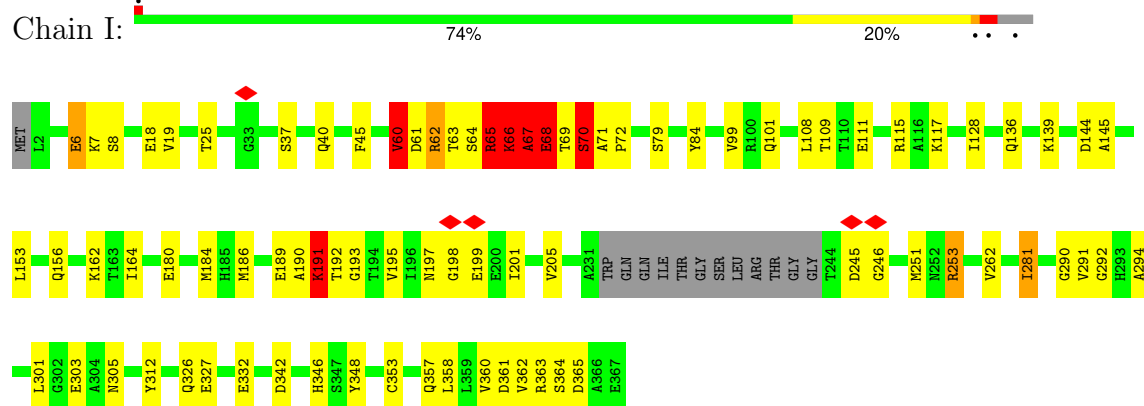 Chain I:
74% 20% • • •
MET L2 E6 K7 S8 E18 V19 T25 G33 S37 Q40 F45 V60 D61 R62 T63 S64 R65 K66 A67 E68 T69 S70 A71 P72 S79 Y84 V99 R100 Q101 L108 T109 T110 E111 R115 A116 K117 I128 Q136 K139 D144 A145
L153 Q156 K162 T163 I164 E180 M184 H185 M186 E189 A190 K191 T192 G193 T194 V195 I196 N197 G198 E199 E200 I201 V205 A231 TRP GLN GLN ILE THR GLY SER LEU ARG THR GLY GLY T244 D245 G246 M251 N252 R253 V262 I281 G290 V291 G292 H293 A294
L301 G302 E303 A304 N305 Y312 Q326 E327 E332 D342 H346 S347 Y348 C353 Q357 L358 L359 V360 D361 V362 R363 S364 D365 A366 E367